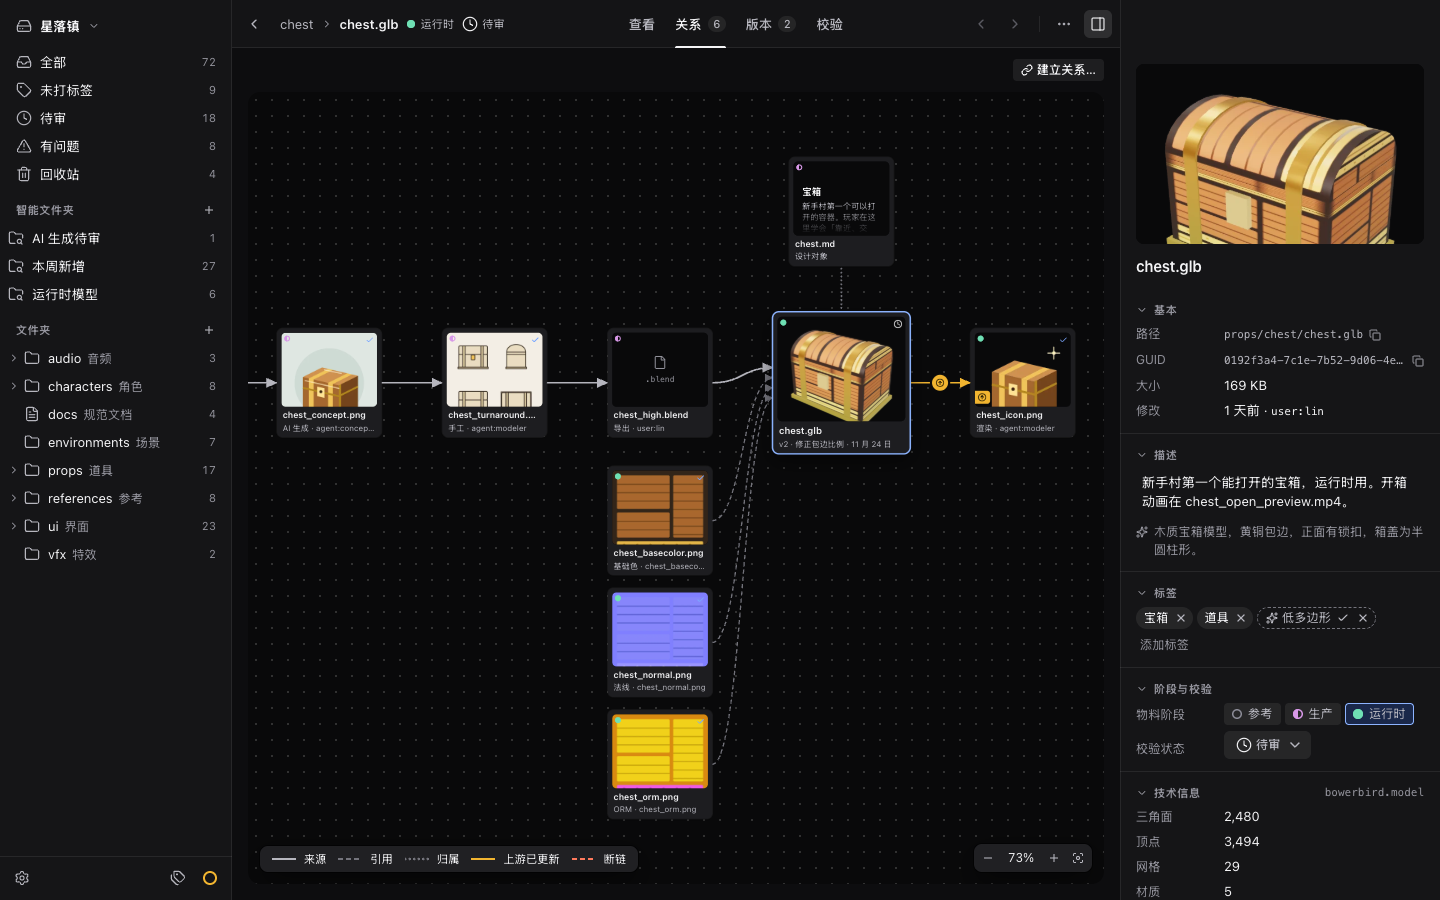 星落镇
全部 72
未打标签 9
待审 18
有问题 8
回收站 4
智能文件夹
AI 生成待审 1
本周新增 27
运行时模型 6
文件夹
audio 音频 3
characters 角色 8
docs 规范文档 4
environments 场景 7
props 道具 17
references 参考 8
ui 界面 23
vfx 特效 2
chest > chest.glb 运行时 待审
查看 关系 6 版本 2 校验
建立关系...
宝箱
新手村第一个可以打
开的容器，玩家在这
里学会「靠近、交
chest.md
设计对象
chest_concept.png
AI 生成 · agent:concep...
chest_turnaround....
手工 · agent:modeler
.blend
chest_high.blend
导出 · user:lin
chest.glb
v2 · 修正包边比例 · 11 月 24 日
chest_icon.png
渲染 · agent:modeler
chest_basecolor.png
基础色 · chest_baseco...
chest_normal.png
法线 · chest_normal.png
chest_orm.png
ORM · chest_orm.png
来源 引用 归属 上游已更新 断链
73%
chest.glb
基本
路径 props/chest/chest.glb
GUID 0192f3a4-7c1e-7b52-9d06-4e…
大小 169 KB
修改 1 天前 · user:lin
描述
新手村第一个能打开的宝箱，运行时用。开箱
动画在 chest_open_preview.mp4。
木质宝箱模型，黄铜包边，正面有锁扣，箱盖为半
圆柱形。
标签
宝箱 道具 低多边形
添加标签
阶段与校验
物料阶段 参考 生产 运行时
校验状态 待审
技术信息 bowerbird.model
三角面 2,480
顶点 3,494
网格 29
材质 5